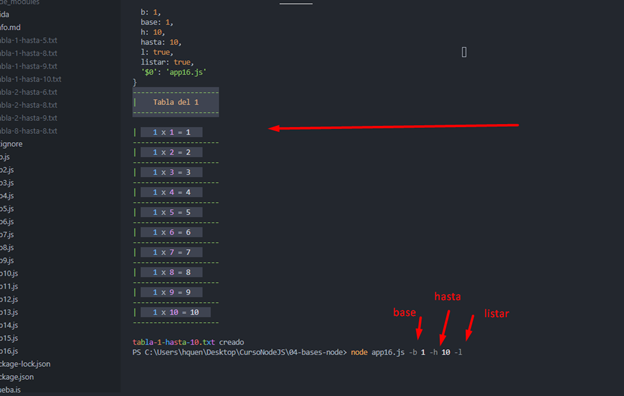 de_modules
ida
nfo.md
abla-1-hasta-5.txt
abla-1-hasta-8.txt
abla-1-hasta-9.txt
abla-1-hasta-10.txt
abla-2-hasta-6.txt
abla-2-hasta-8.txt
abla-2-hasta-9.txt
abla-8-hasta-8.txt
tignore
p.js
p2.js
p3.js
p4.js
p5.js
p6.js
p7.js
p8.js
p9.js
p10.js
p11.js
p12.js
p13.js
p14.js
p15.js
p16.js
ckage-lock.json
ckage.json
ueba.js
b: 1,
base: 1,
h: 10,
hasta: 10,
l: true,
listar: true,
'$0': 'app16.js'
}
--------------------
| Tabla del 1
--------------------
| 1 x 1 = 1
--------------------
| 1 x 2 = 2
--------------------
| 1 x 3 = 3
--------------------
| 1 x 4 = 4
--------------------
| 1 x 5 = 5
--------------------
| 1 x 6 = 6
--------------------
| 1 x 7 = 7
--------------------
| 1 x 8 = 8
--------------------
| 1 x 9 = 9
--------------------
| 1 x 10 = 10
--------------------
hasta
base
listar
tabla-1-hasta-10.txt creado
PS C:\Users\hquen\Desktop\CursoNodeJS\04-bases-node> node app16.js -b 1 -h 10 -l